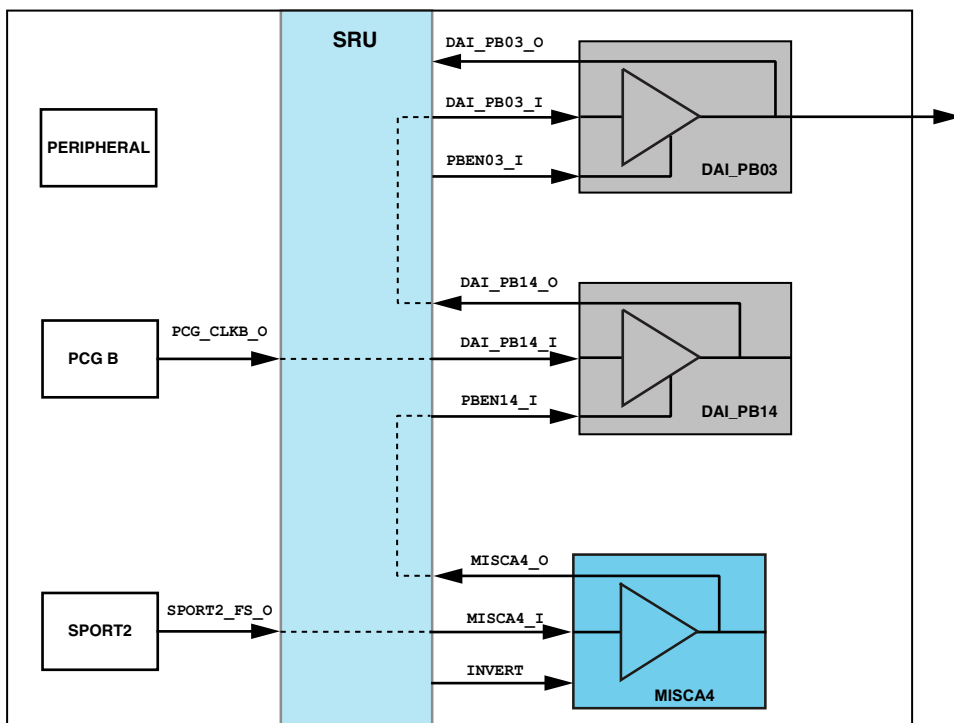 SRU
DAI_PB03_O
DAI_PB03_I
PERIPHERAL
PBEN03_I
DAI_PB03
DAI_PB14_O
PCG_CLKB_O
PCG B
DAI_PB14_I
PBEN14_I
DAI_PB14
MISCA4_O
SPORT2_FS_O
SPORT2
MISCA4_I
INVERT
MISCA4